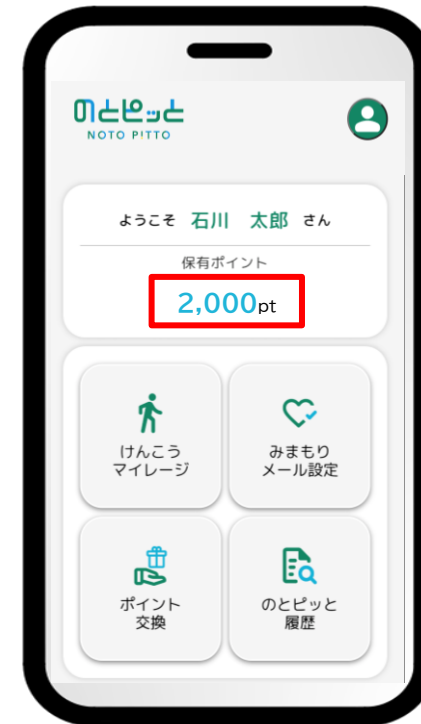 のとピッと
NOTO P!TTO
ようこそ 石川 太郎 さん
保有ポイント
2,000pt
けんこう
マイレージ
みまもり
メール設定
ポイント
交換
のとピッと
履歴